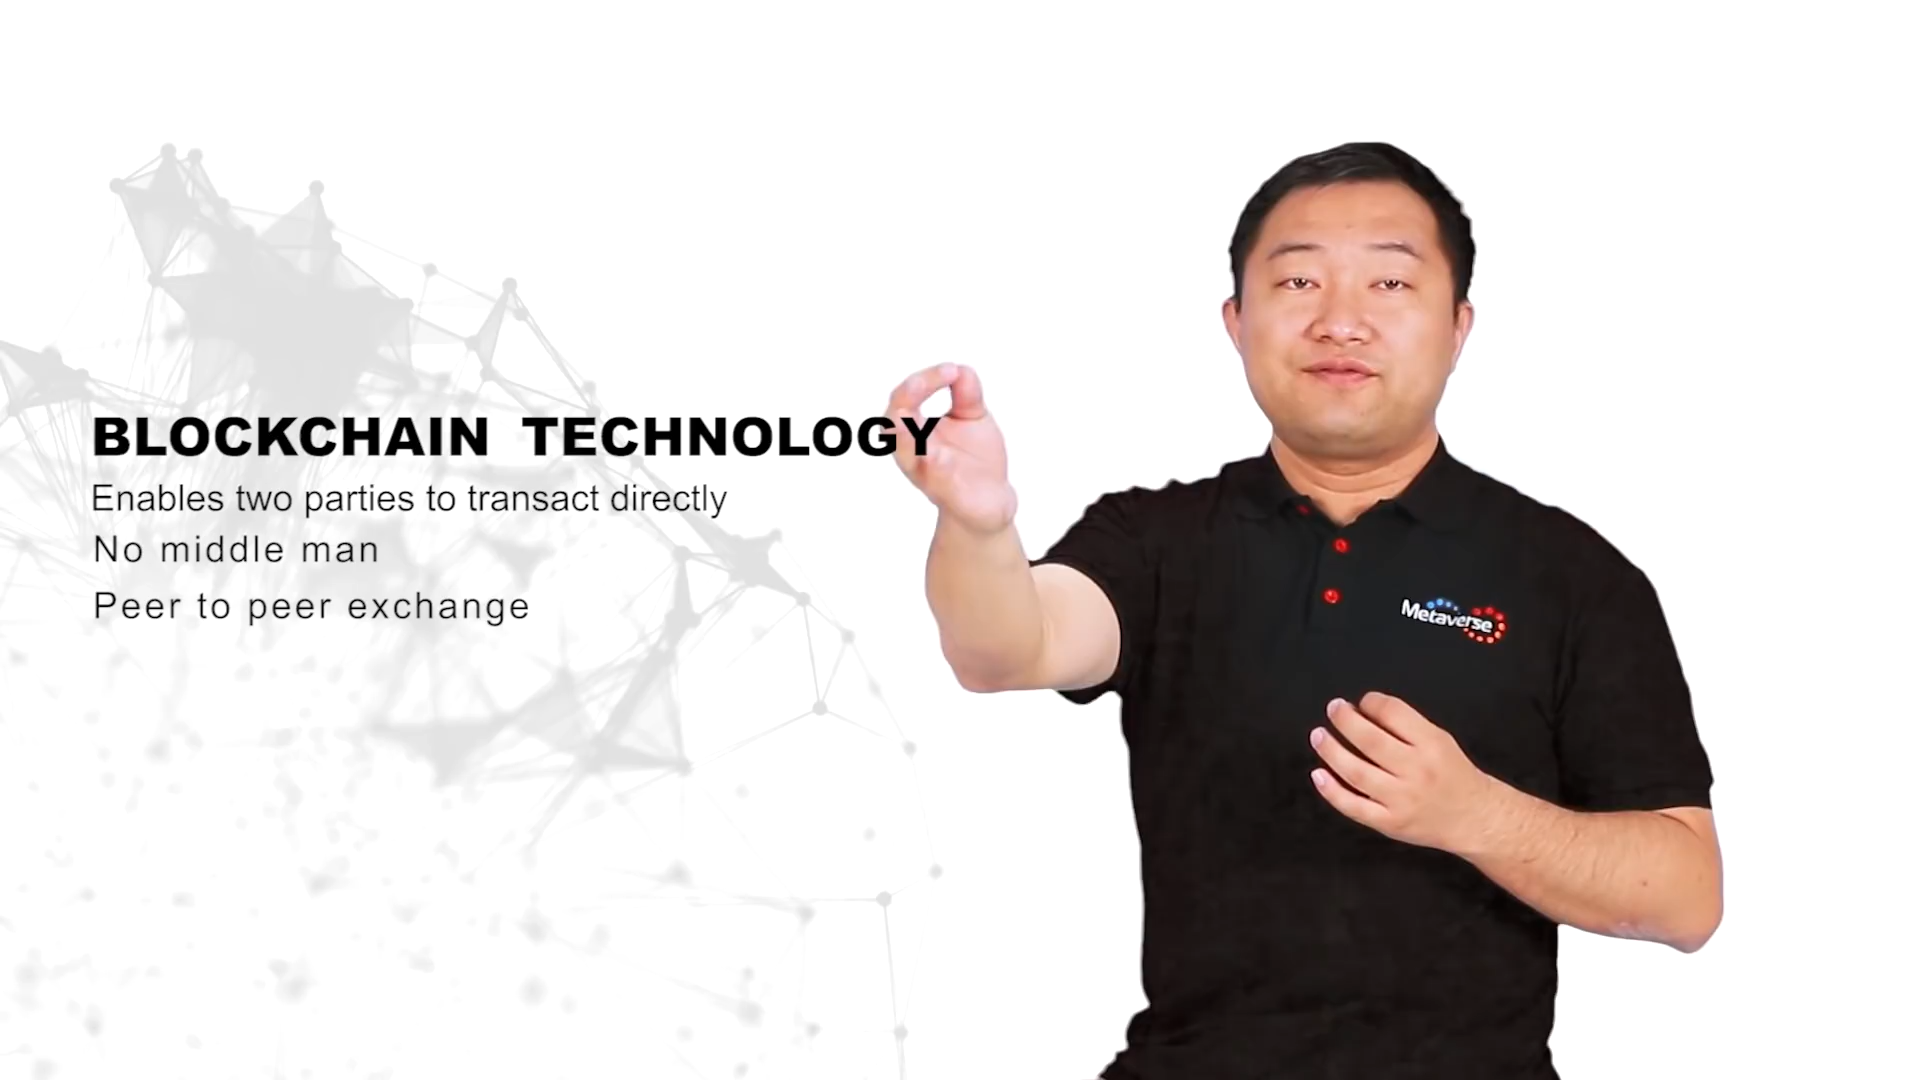 BLOCKCHAIN TECHNOLOGY
Enables two parties to transact directly
No middle man
Peer to peer exchange
Metaverse